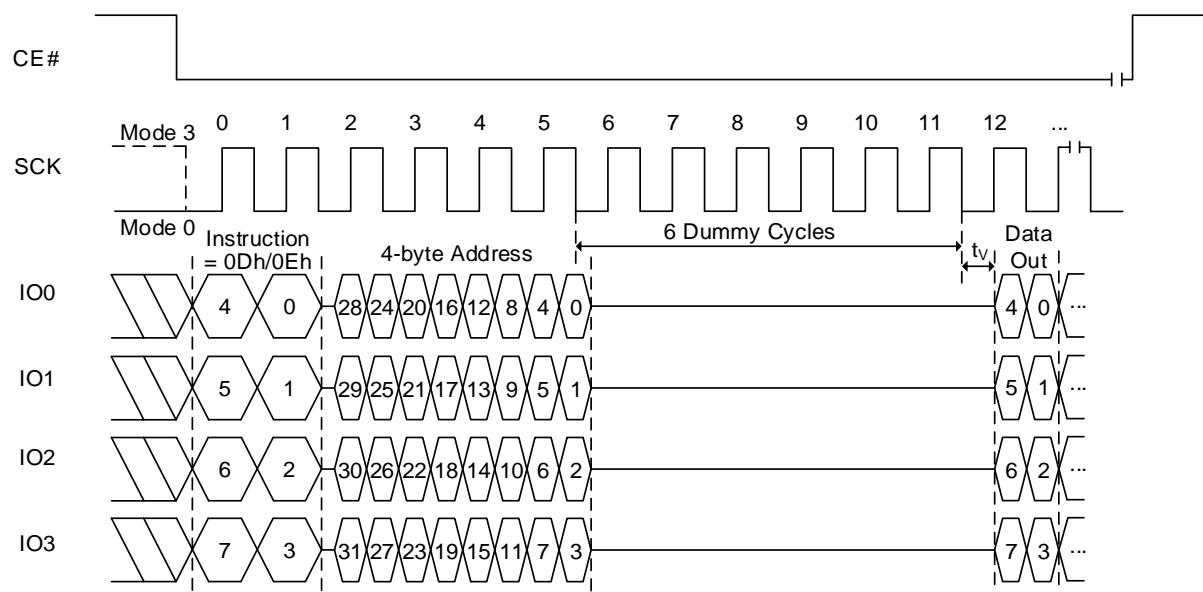 CE#
Mode 3 0 1 2 3 4 5 6 7 8 9 10 11 12 ...
SCK
Mode 0
Instruction
= 0Dh/0Eh
4-byte Address
6 Dummy Cycles
tV
Data
Out
IO0 4 0 28 24 20 16 12 8 4 0 4 0 ...
IO1 5 1 29 25 21 17 13 9 5 1 5 1 ...
IO2 6 2 30 26 22 18 14 10 6 2 6 2 ...
IO3 7 3 31 27 23 19 15 11 7 3 7 3 ...